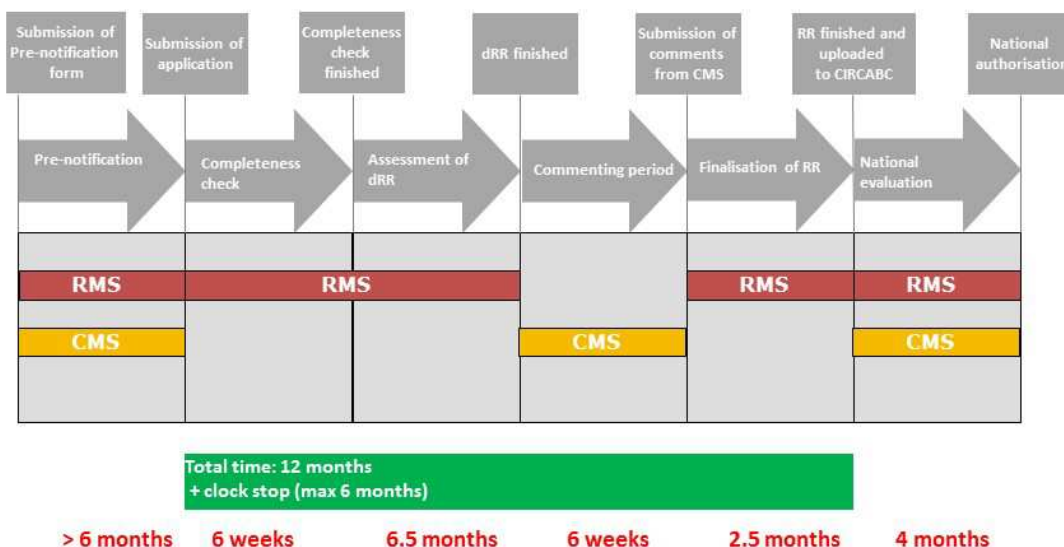 Submission of
Pre-notification
form
Submission of
application
Completeness
check
finished
dRR finished
Submission of
comments
from CMS
RR finished and
uploaded
to CIRCABC
National
authorisation
Pre-notification
Completeness
check
Assessment of
dRR
Commenting period
Finalisation of RR
National
evaluation
RMS
RMS
RMS
RMS
CMS
CMS
CMS
Total time: 12 months
+ clock stop (max 6 months)
> 6 months
6 weeks
6.5 months
6 weeks
2.5 months
4 months